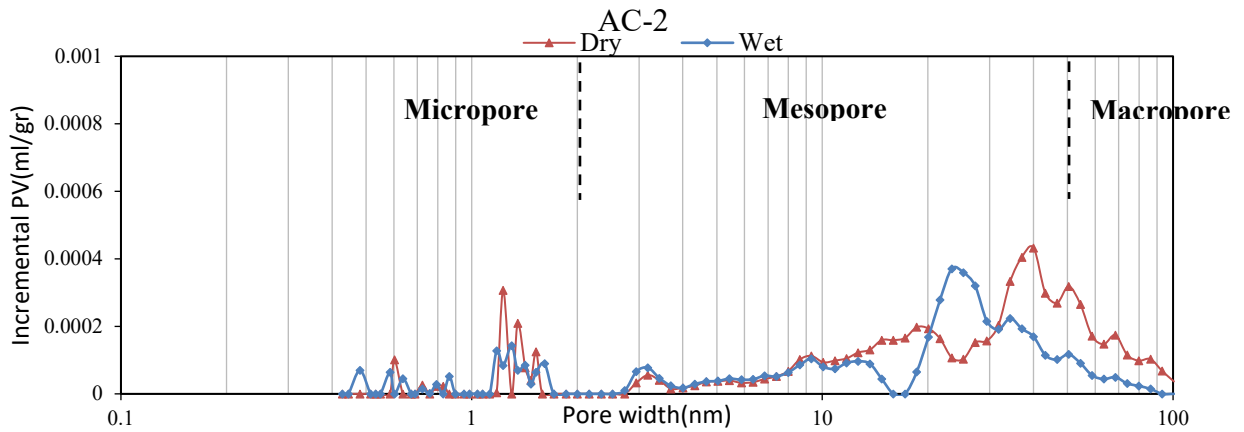 AC-2
Dry Wet
0.001
0.0008
0.0006
0.0004
0.0002
0
Incremental PV(ml/gr)
Micropore Mesopore Macropore
0.1 1 10 100
Pore width(nm)